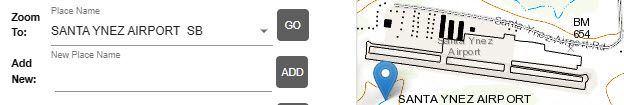 Place Name
Zoom To: SANTA YNEZ AIRPORT SB GO
New Place Name
Add New: ADD
Santa Ynez Airport Rd
BM 654
Santa Ynez
Airport
SANTA YNEZ AIRPORT